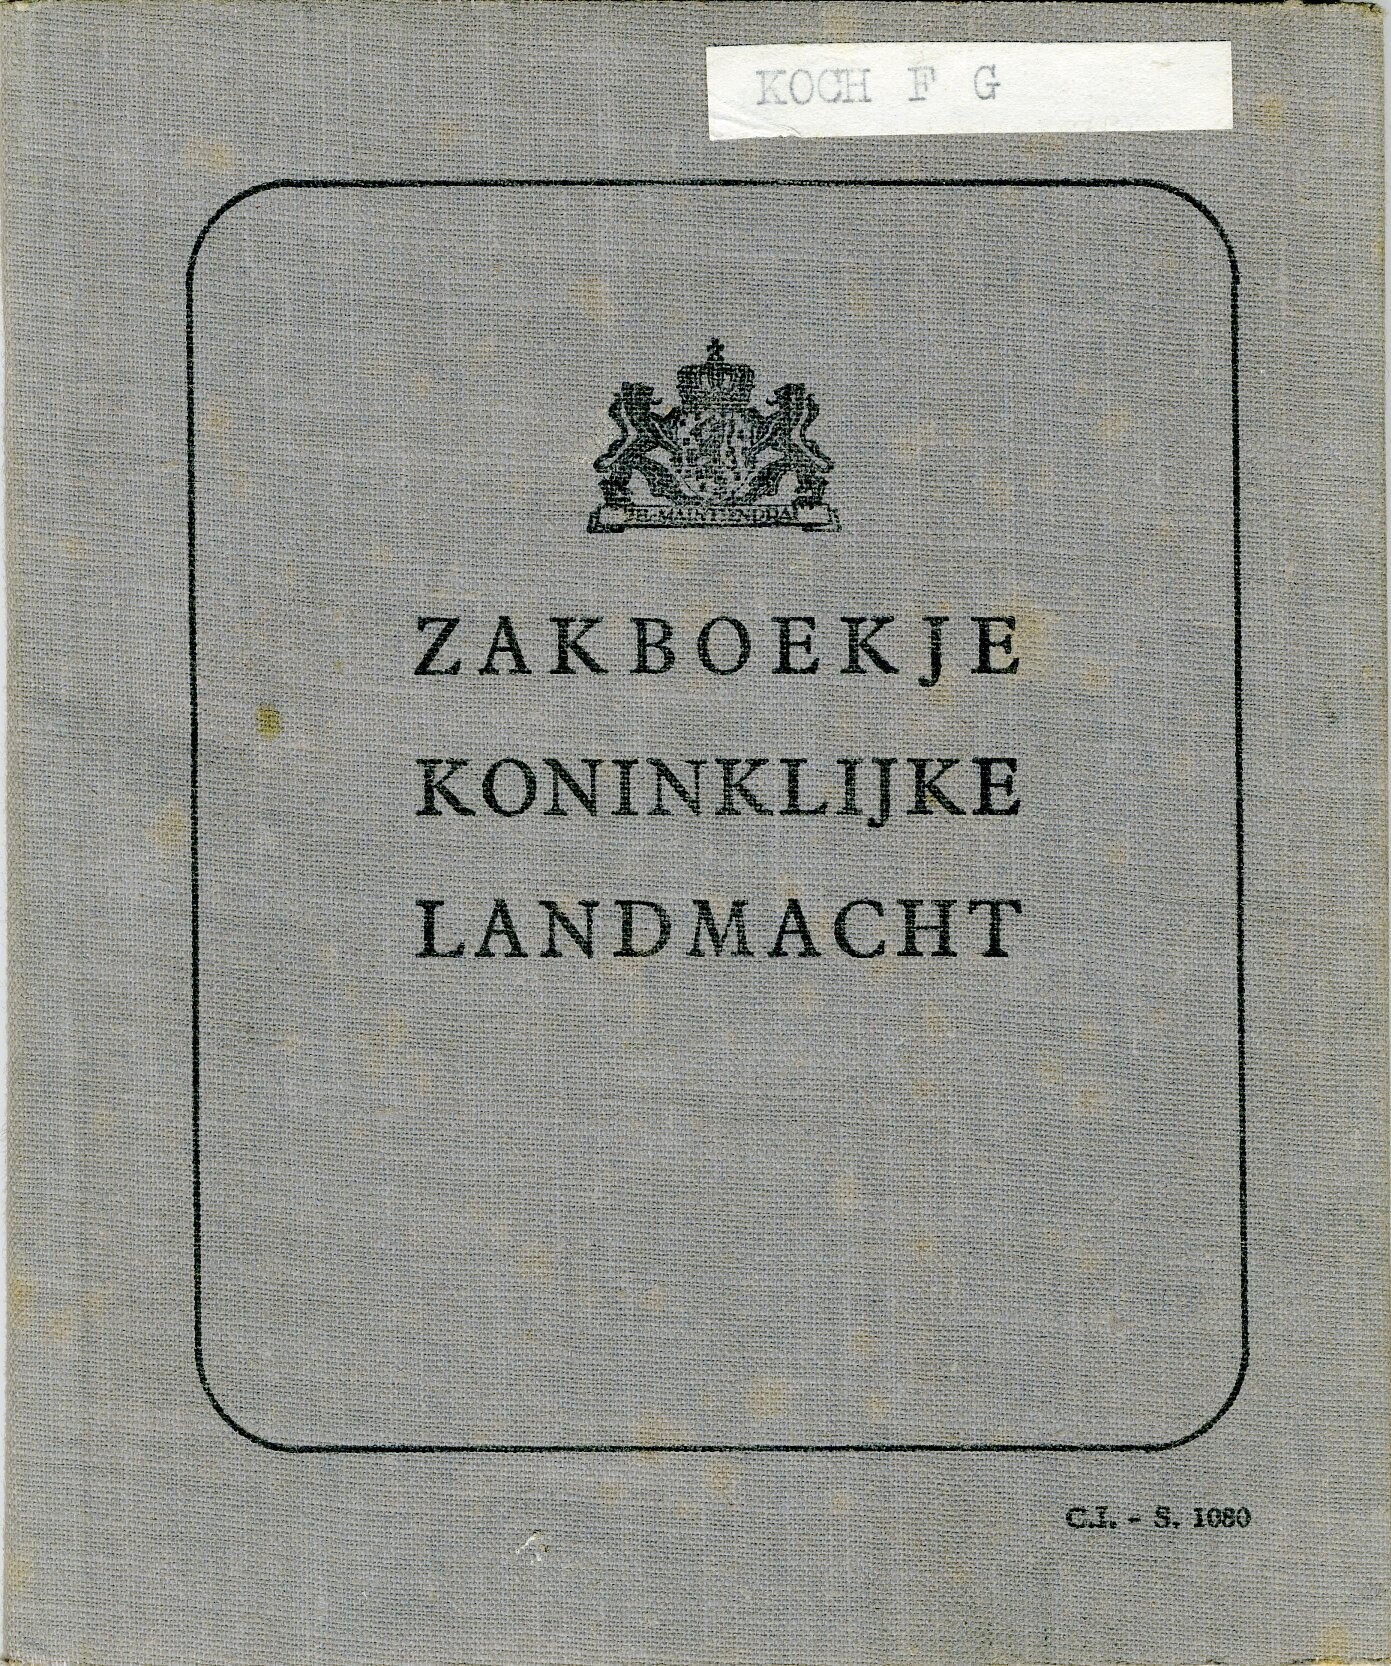 KOCH F G
JE·MAINTIENDRAI
ZAKBOEKJE
KONINKLIJKE
LANDMACHT
C.I. - S. 1080